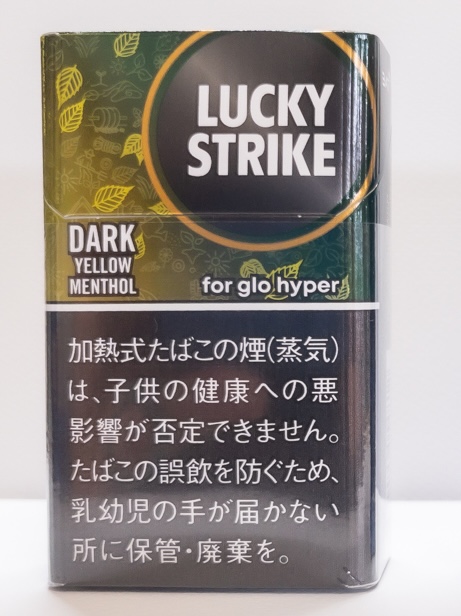 LUCKY
STRIKE
DARK
YELLOW
MENTHOL
for glo hyper
加熱式たばこの煙(蒸気)
は、子供の健康への悪
影響が否定できません。
たばこの誤飲を防ぐため、
乳幼児の手が届かない
所に保管・廃棄を。